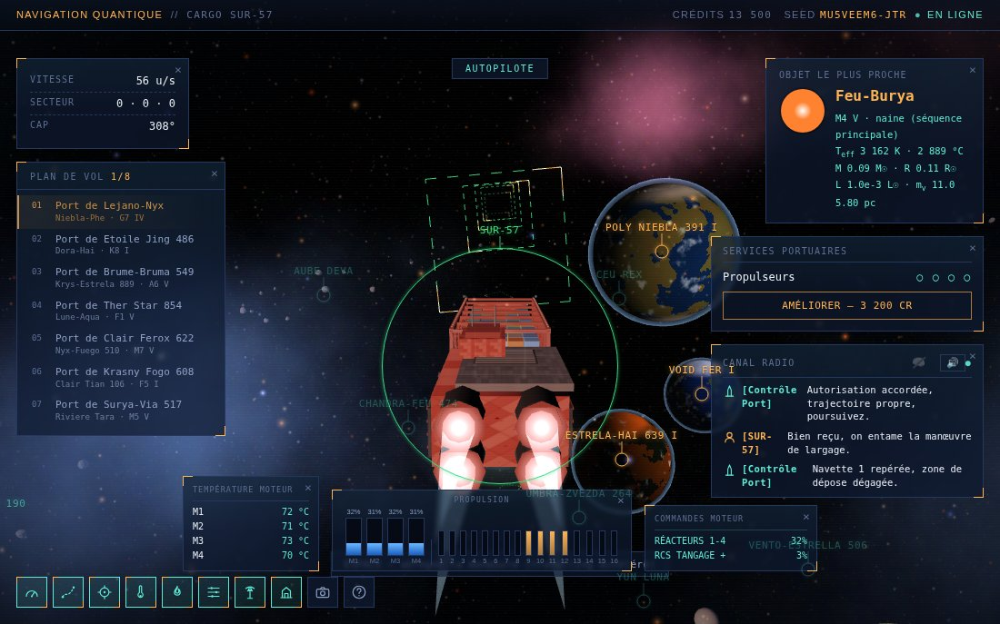 NAVIGATION QUANTIQUE // CARGO SUR-57
CRÉDITS 13 500 SEED MU5VEEM6-JTR ● EN LIGNE
VITESSE 56 u/s
SECTEUR 0 · 0 · 0
CAP 308°
AUTOPILOTE
PLAN DE VOL 1/8
01 Port de Lejano-Nyx
Niebla-Phe · G7 IV
02 Port de Etoile Jing 486
Dora-Hai · K8 I
03 Port de Brume-Bruma 549
Krys-Estrela 889 · A6 V
04 Port de Ther Star 854
Lune-Aqua · F1 V
05 Port de Clair Ferox 622
Nyx-Fuego 510 · M7 V
06 Port de Krasny Fogo 608
Clair Tian 106 · F5 I
07 Port de Surya-Via 517
Riviere Tara · M5 V
OBJET LE PLUS PROCHE
Feu-Burya
M4 V · naine (séquence
principale)
Teff 3 162 K · 2 889 °C
M 0.09 M☉ · R 0.11 R☉
L 1.0e-3 L☉ · mv 11.0
5.80 pc
SERVICES PORTUAIRES
Propulseurs
AMÉLIORER — 3 200 CR
CANAL RADIO
[Contrôle Port] Autorisation accordée,
trajectoire propre,
poursuivez.
[SUR-57] Bien reçu, on entame la manœuvre
de largage.
[Contrôle Port] Navette 1 repérée, zone de
dépose dégagée.
SUR-57
POLY NIEBLA 391 I
CEU REX
AUBE DEVA
VOID FER I
CHANDRA-FEU 474
ESTRELA-HAI 639 I
UMBRA-ZVEZDA 264
VENTO-ESTRELLA 506
YUN LUNA
190
TEMPÉRATURE MOTEUR
M1 72 °C
M2 71 °C
M3 73 °C
M4 70 °C
PROPULSION
32% 31% 32% 31%
M1 M2 M3 M4 1 2 3 4 5 6 7 8 9 10 11 12 13 14 15 16
COMMANDES MOTEUR
RÉACTEURS 1-4 32%
RCS TANGAGE + 3%